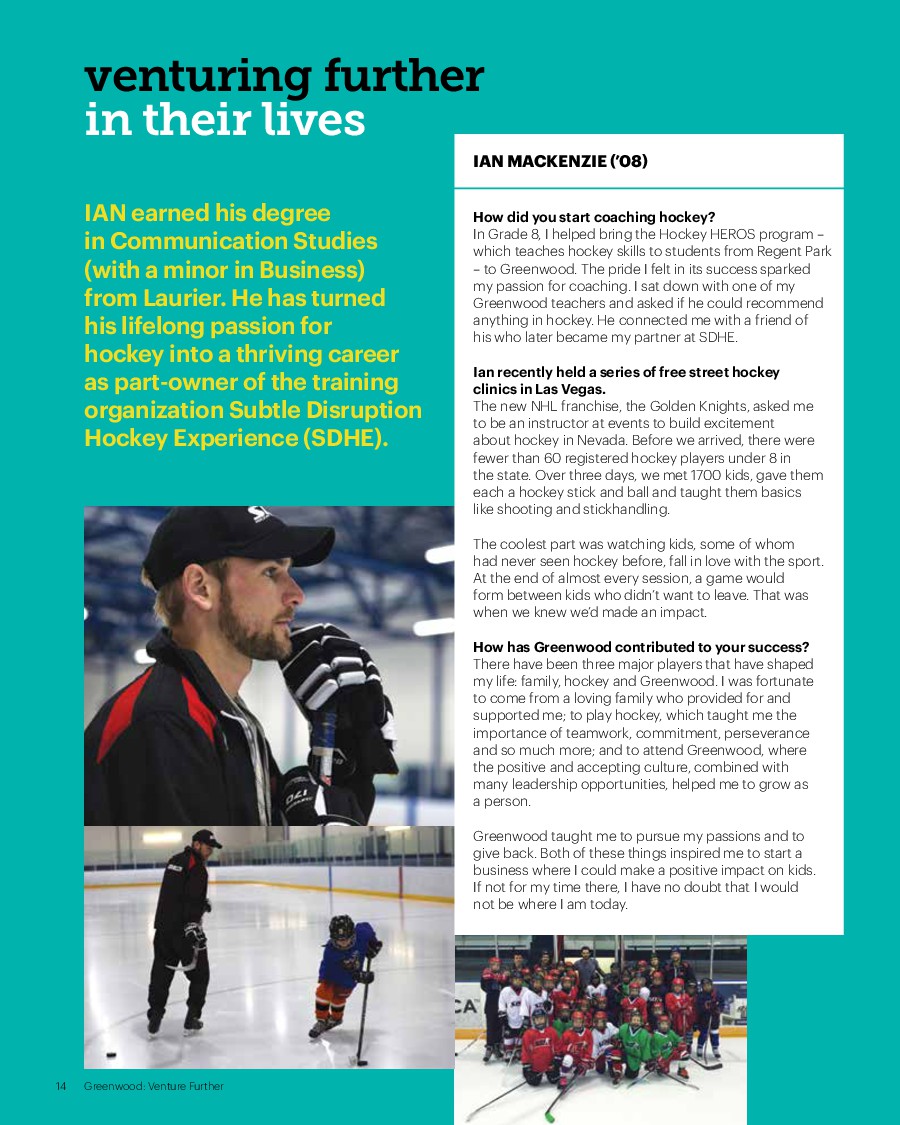 venturing further
in their lives
IAN earned his degree
in Communication Studies
(with a minor in Business)
from Laurier. He has turned
his lifelong passion for
hockey into a thriving career
as part-owner of the training
organization Subtle Disruption
Hockey Experience (SDHE).
IAN MACKENZIE (’08)
How did you start coaching hockey?
In Grade 8, I helped bring the Hockey HEROS program –
which teaches hockey skills to students from Regent Park
– to Greenwood. The pride I felt in its success sparked
my passion for coaching. I sat down with one of my
Greenwood teachers and asked if he could recommend
anything in hockey. He connected me with a friend of
his who later became my partner at SDHE.
Ian recently held a series of free street hockey
clinics in Las Vegas.
The new NHL franchise, the Golden Knights, asked me
to be an instructor at events to build excitement
about hockey in Nevada. Before we arrived, there were
fewer than 60 registered hockey players under 8 in
the state. Over three days, we met 1700 kids, gave them
each a hockey stick and ball and taught them basics
like shooting and stickhandling.
The coolest part was watching kids, some of whom
had never seen hockey before, fall in love with the sport.
At the end of almost every session, a game would
form between kids who didn’t want to leave. That was
when we knew we’d made an impact.
How has Greenwood contributed to your success?
There have been three major players that have shaped
my life: family, hockey and Greenwood. I was fortunate
to come from a loving family who provided for and
supported me; to play hockey, which taught me the
importance of teamwork, commitment, perseverance
and so much more; and to attend Greenwood, where
the positive and accepting culture, combined with
many leadership opportunities, helped me to grow as
a person.
Greenwood taught me to pursue my passions and to
give back. Both of these things inspired me to start a
business where I could make a positive impact on kids.
If not for my time there, I have no doubt that I would
not be where I am today.
14 Greenwood: Venture Further